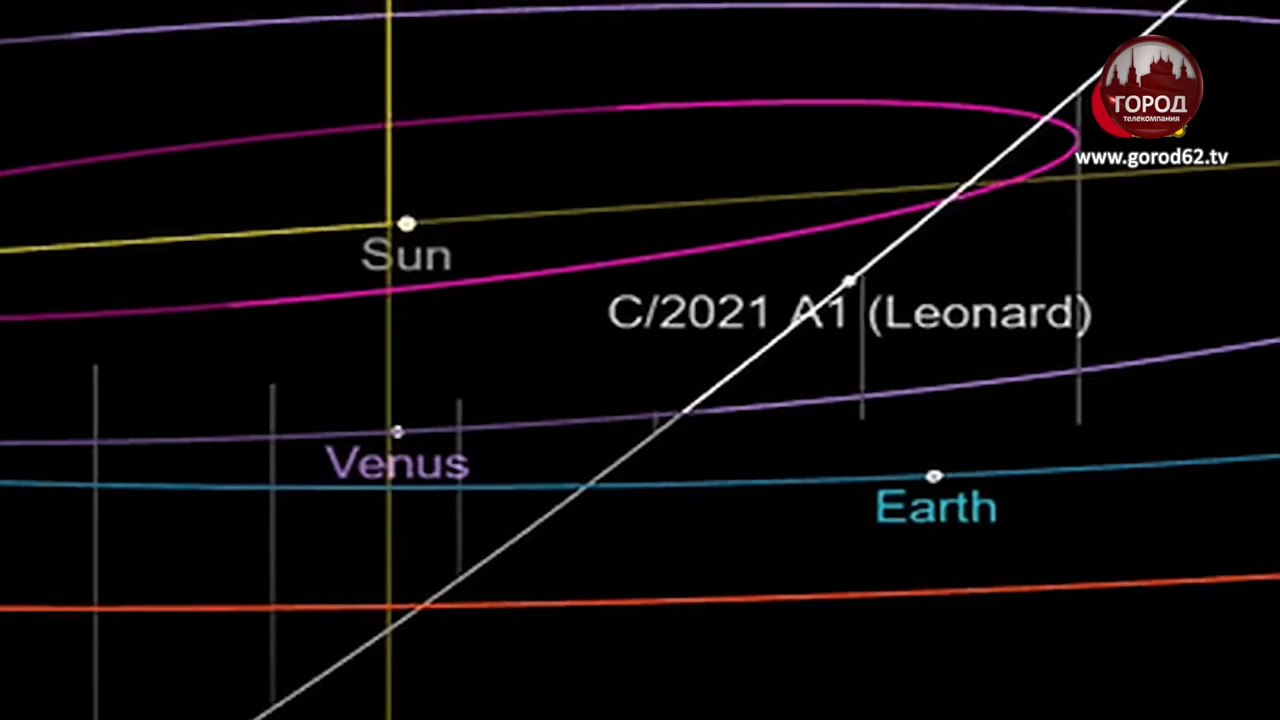 ГОРОД
телекомпания
www.gorod62.tv
Sun
C/2021 A1 (Leonard)
Venus
Earth